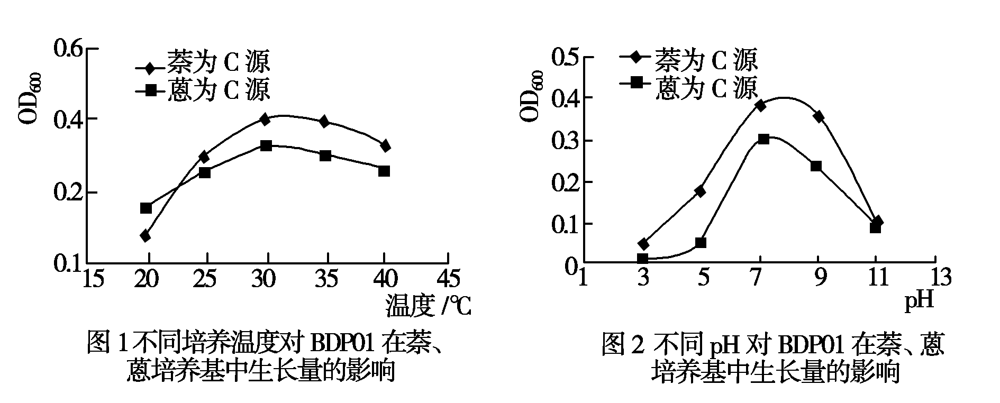 0.6
0.4
0.2
0.1
OD600
萘为 C 源
蒽为 C 源
15 20 25 30 35 40 45
温度 /℃
图 1 不同培养温度对 BDP01 在萘、
蒽培养基中生长量的影响
0.5
0.4
0.3
0.2
0.1
0
OD600
萘为 C 源
蒽为 C 源
1 3 5 7 9 11 13
pH
图 2 不同 pH 对 BDP01 在萘、蒽
培养基中生长量的影响